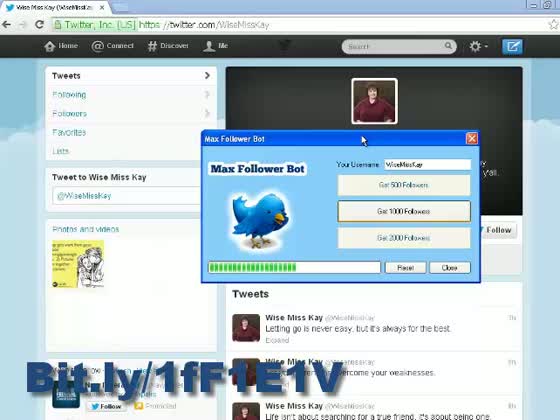 Wise Miss Kay (WiseMissKay
Twitter, Inc. [US] https://twitter.com/WiseMissKay
Home @ Connect # Discover Me Search
Tweets
Following
Followers
Favorites
Lists
Tweet to Wise Miss Kay
@WiseMissKay
Photos and videos
Max Follower Bot
Max Follower Bot
Your Username: WiseMissKay
Get 500 Followers
Get 1000 Followers
Get 2000 Followers
Reset Close
Follow
Tweets
Wise Miss Kay @WiseMissKay
Letting go is never easy, but it's always for the best.
Expand
Wise Miss Kay @WiseMissKay
overcome your weaknesses.
Wise Miss Kay @WiseMissKay
Life isn't about searching for a true friend, it's about being one.
Bit.ly/1fF1E1V
Follow Promoted